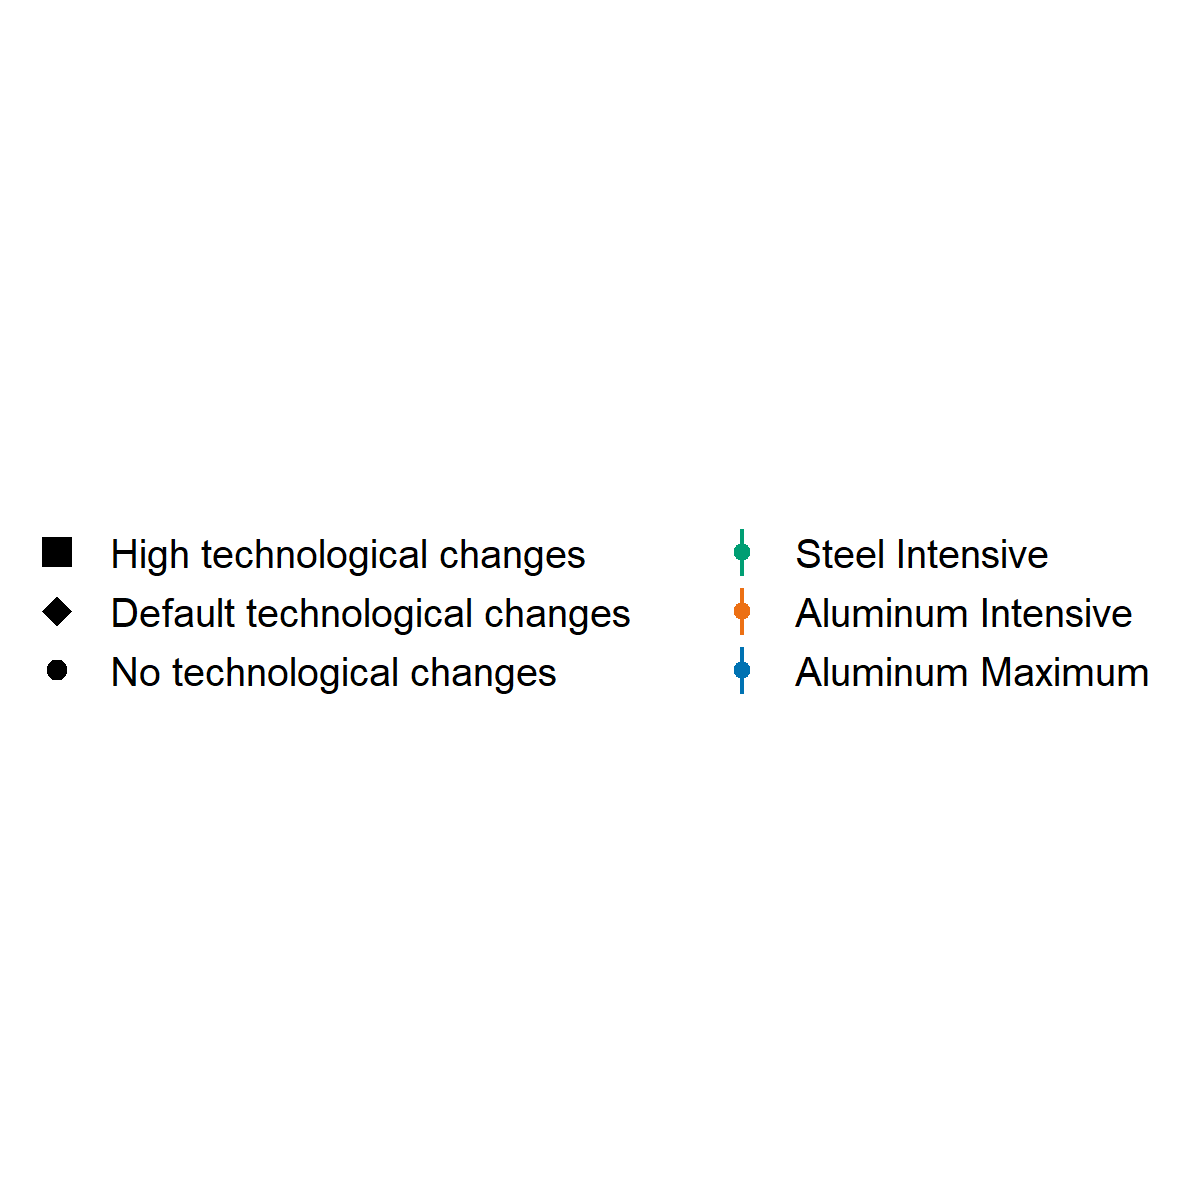 High technological changes
Default technological changes
No technological changes
Steel Intensive
Aluminum Intensive
Aluminum Maximum